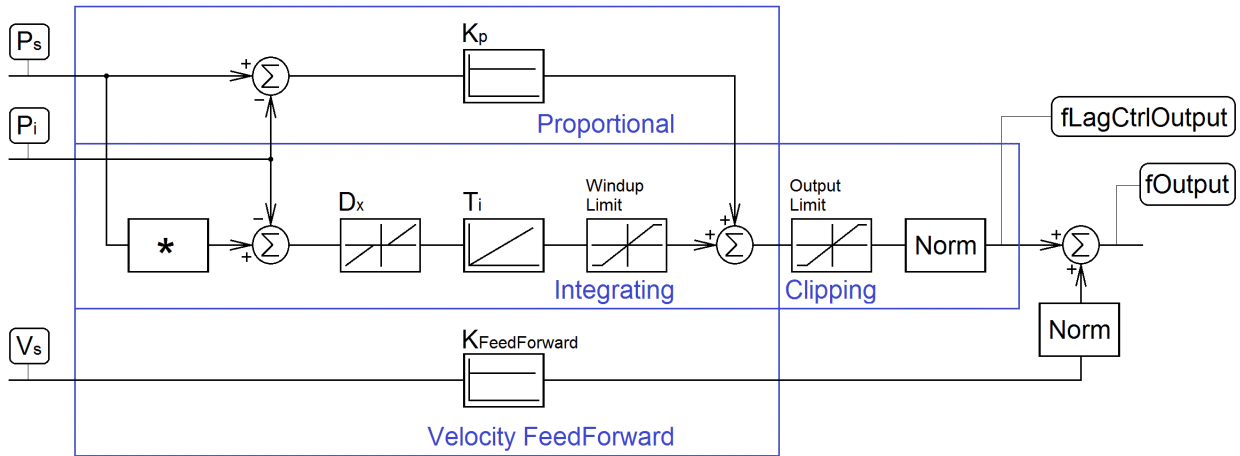 Ps
Kp
+
Σ
−
Proportional
Pi
fLagCtrlOutput
fOutput
Windup
Limit
Output
Limit
Dx
Ti
−
*
+
Σ
+
+
Σ
Norm
+
Σ
+
Integrating
Clipping
Norm
Vs
KFeedForward
Velocity FeedForward